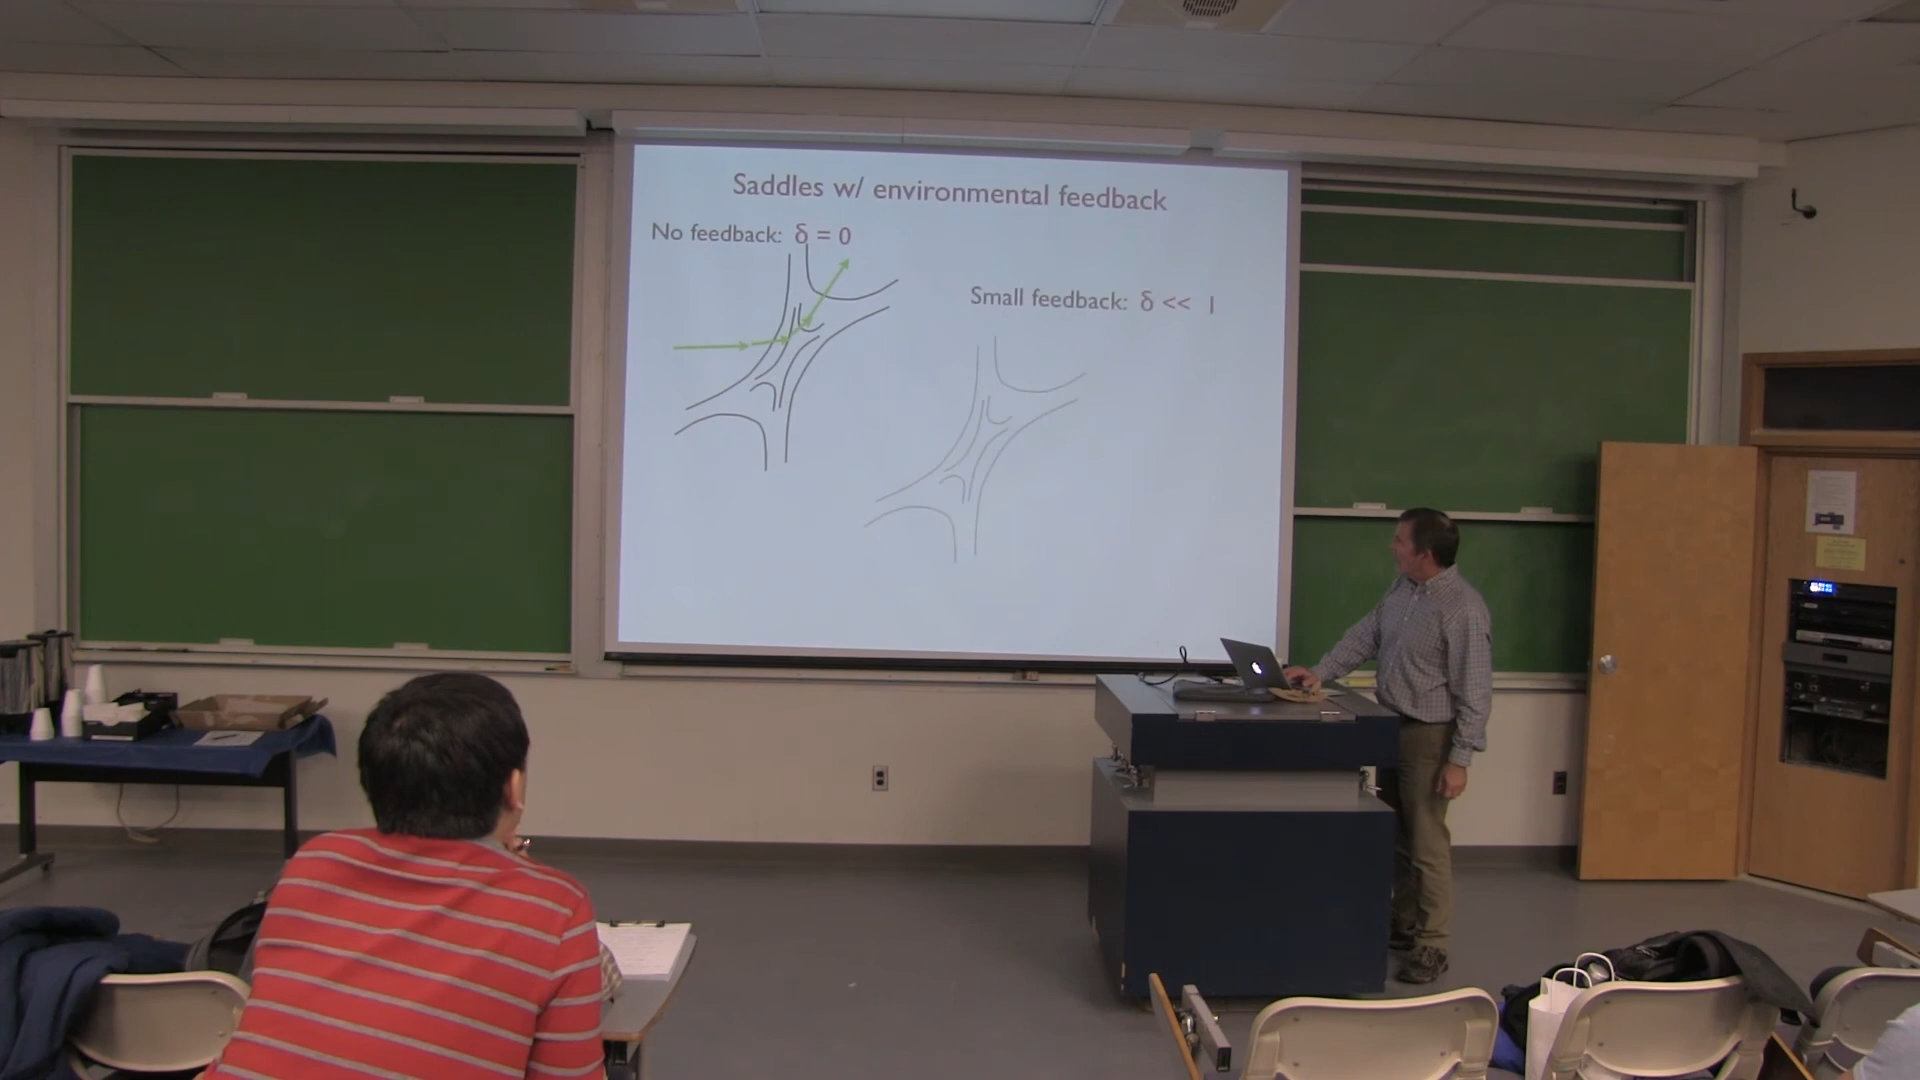 Saddles w/ environmental feedback
No feedback: δ = 0
Small feedback: δ << 1